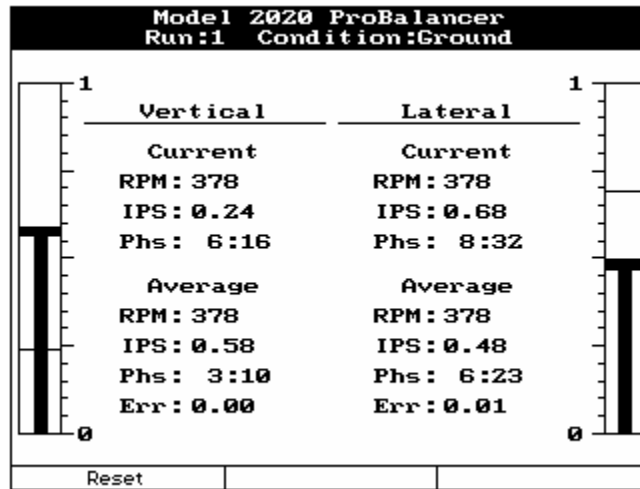 Model 2020 ProBalancer
Run:1 Condition:Ground
1 1
Vertical Lateral
Current Current
RPM:378 RPM:378
IPS:0.24 IPS:0.68
Phs: 6:16 Phs: 8:32
Average Average
RPM:378 RPM:378
IPS:0.58 IPS:0.48
Phs: 3:10 Phs: 6:23
Err:0.00 Err:0.01
0 0
Reset